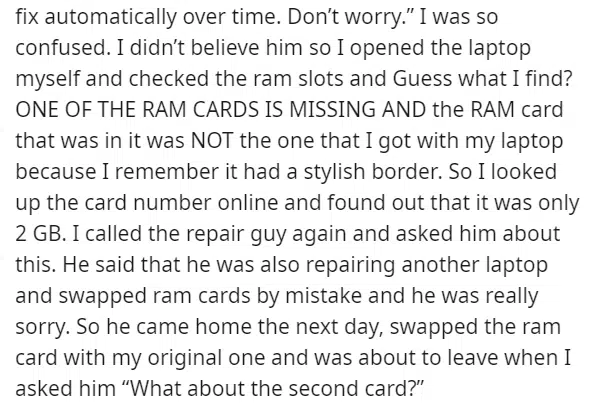 fix automatically over time. Don’t worry.” I was so
confused. I didn’t believe him so I opened the laptop
myself and checked the ram slots and Guess what I find?
ONE OF THE RAM CARDS IS MISSING AND the RAM card
that was in it was NOT the one that I got with my laptop
because I remember it had a stylish border. So I looked
up the card number online and found out that it was only
2 GB. I called the repair guy again and asked him about
this. He said that he was also repairing another laptop
and swapped ram cards by mistake and he was really
sorry. So he came home the next day, swapped the ram
card with my original one and was about to leave when I
asked him “What about the second card?”